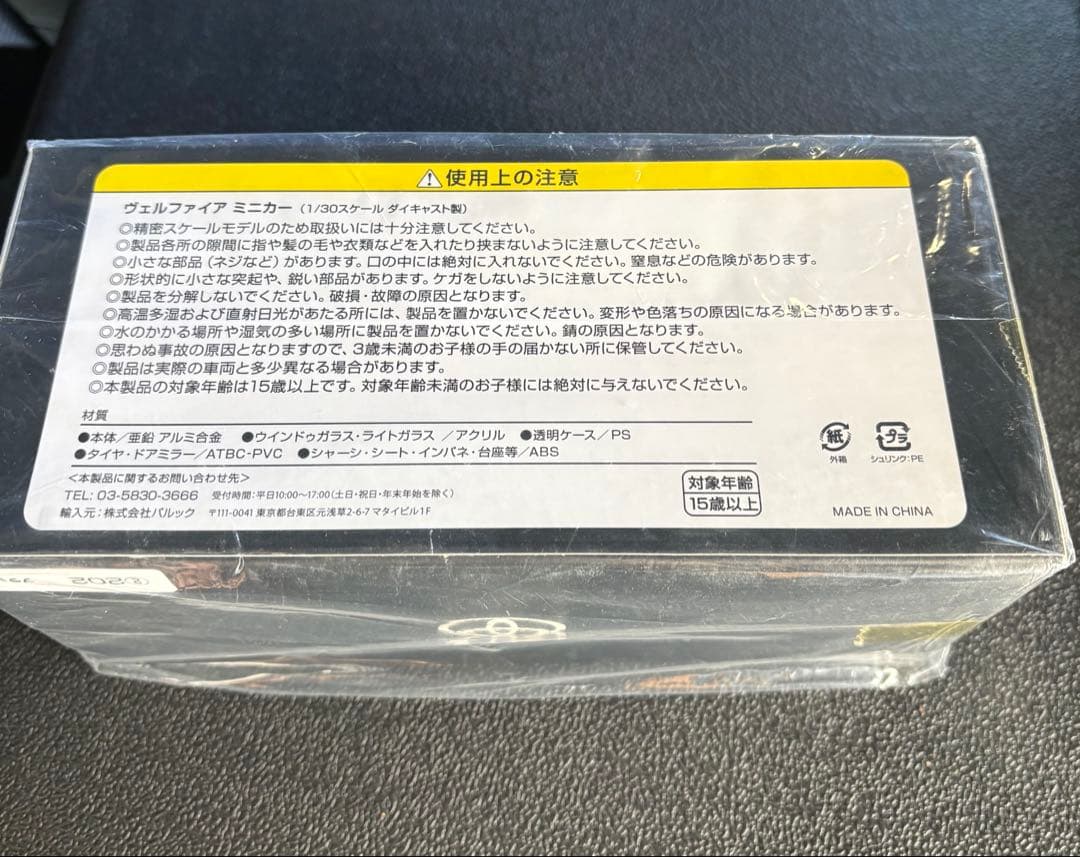 ⚠使用上の注意
ヴェルファイア ミニカー（1/30スケール ダイキャスト製）
◎精密スケールモデルのため取扱いには十分注意してください。
◎製品各所の隙間に指や髪の毛や衣類などを入れたり挟まないように注意してください。
◎小さな部品（ネジなど）があります。口の中には絶対に入れないでください。窒息などの危険があります。
◎形状的に小さな突起や、鋭い部品があります。ケガをしないように注意してください。
◎製品を分解しないでください。破損・故障の原因となります。
◎高温多湿および直射日光があたる所には、製品を置かないでください。変形や色落ちの原因になる場合があります。
◎水のかかる場所や湿気の多い場所に製品を置かないでください。錆の原因となります。
◎思わぬ事故の原因となりますので、3歳未満のお子様の手の届かない所に保管してください。
◎製品は実際の車両と多少異なる場合があります。
◎本製品の対象年齢は15歳以上です。対象年齢未満のお子様には絶対に与えないでください。
材質
●本体／亜鉛 アルミ合金 ●ウインドゥガラス・ライトガラス ／アクリル ●透明ケース／PS
●タイヤ・ドアミラー／ATBC-PVC ●シャーシ・シート・インパネ・台座等／ABS
紙 プラ
外箱 シュリンク:PE
＜本製品に関するお問い合わせ先＞
TEL: 03-5830-3666 受付時間：平日10:00〜17:00（土日・祝日・年末年始を除く）
輸入元：株式会社バルック 〒111-0041 東京都台東区元浅草2-6-7 マタイビル1F
対象年齢
15歳以上
MADE IN CHINA